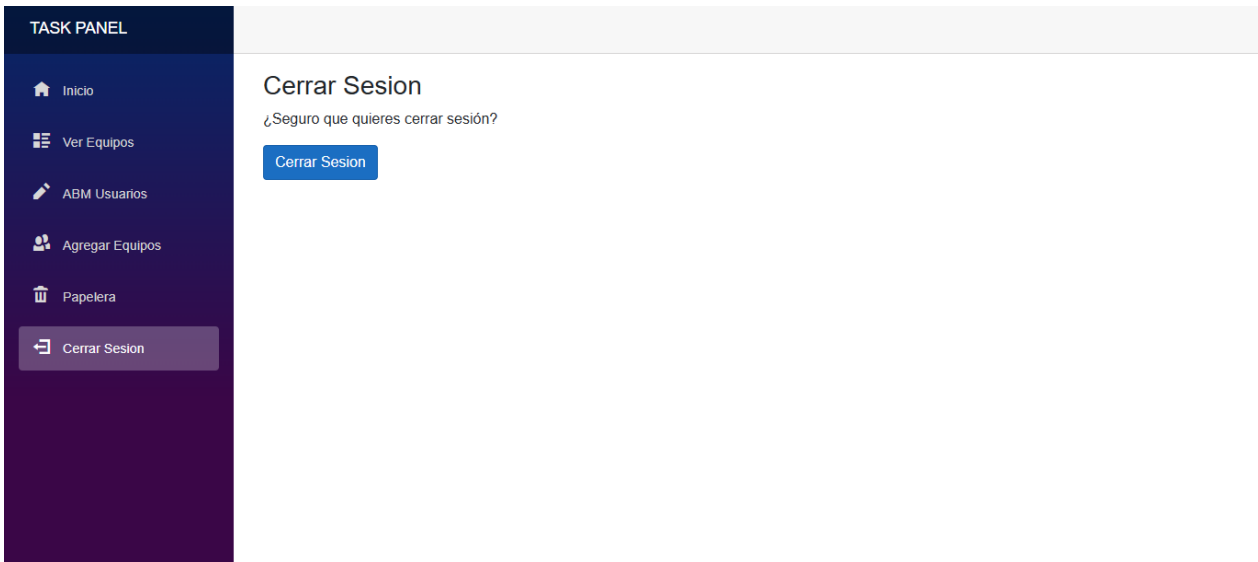 TASK PANEL
Inicio
Ver Equipos
ABM Usuarios
Agregar Equipos
Papelera
Cerrar Sesion
Cerrar Sesion
¿Seguro que quieres cerrar sesión?
Cerrar Sesion